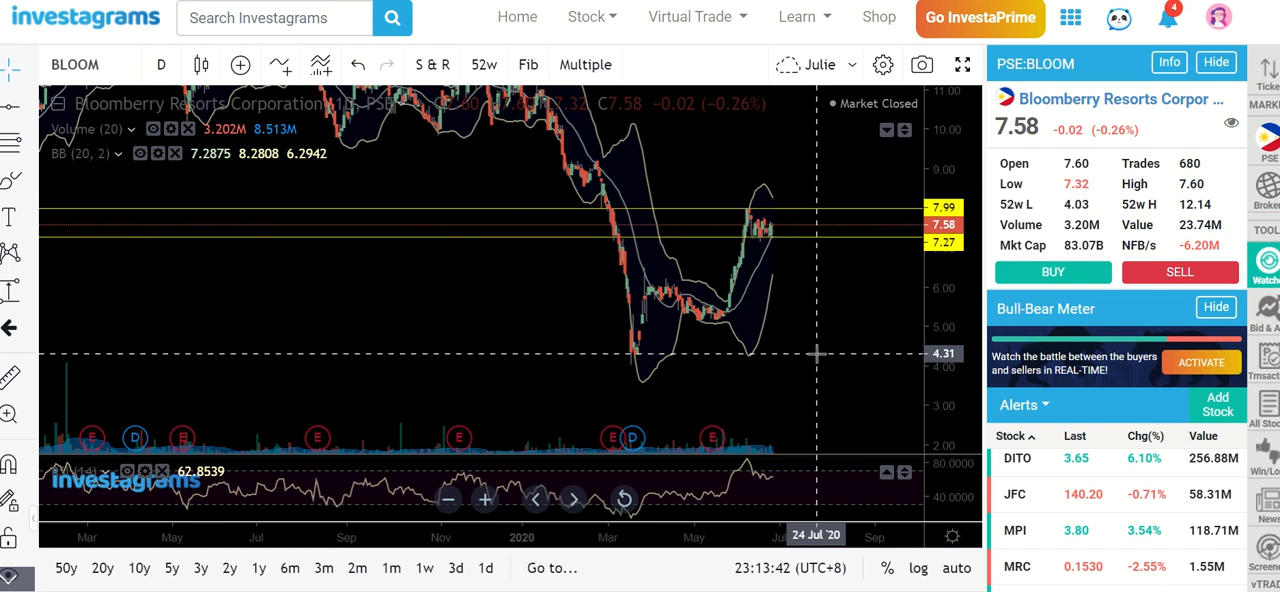 investagrams
Search Investagrams
Home
Stock
Virtual Trade
Learn
Shop
Go InvestaPrime
4
BLOOM
D
S & R
52w
Fib
Multiple
Julie
Market Closed
Volume (20)
3.202M
8.513M
BB (20, 2)
7.2875
8.2808
6.2942
11.00
10.00
9.00
7.99
7.58
7.27
6.00
5.00
4.31
4.00
3.00
2.00
E
D
E
E
E
E
D
E
62.8539
80.0000
40.0000
investagrams
Mar
May
Jul
Sep
Nov
2020
Mar
May
24 Jul '20
Sep
50y
20y
10y
5y
3y
2y
1y
6m
3m
2m
1m
1w
3d
1d
Go to...
23:13:42 (UTC+8)
%
log
auto
PSE:BLOOM
Info
Hide
Bloomberry Resorts Corpor ...
7.58
-0.02 (-0.26%)
Open 7.60 Trades 680
Low 7.32 High 7.60
52w L 4.03 52w H 12.14
Volume 3.20M Value 23.74M
Mkt Cap 83.07B NFB/s -6.20M
BUY
SELL
Bull-Bear Meter
Hide
Watch the battle between the buyers
and sellers in REAL-TIME!
ACTIVATE
Alerts
Add
Stock
Stock Last Chg(%) Value
DITO 3.65 6.10% 256.88M
JFC 140.20 -0.71% 58.31M
MPI 3.80 3.54% 118.71M
MRC 0.1530 -2.55% 1.55M
PSE
News